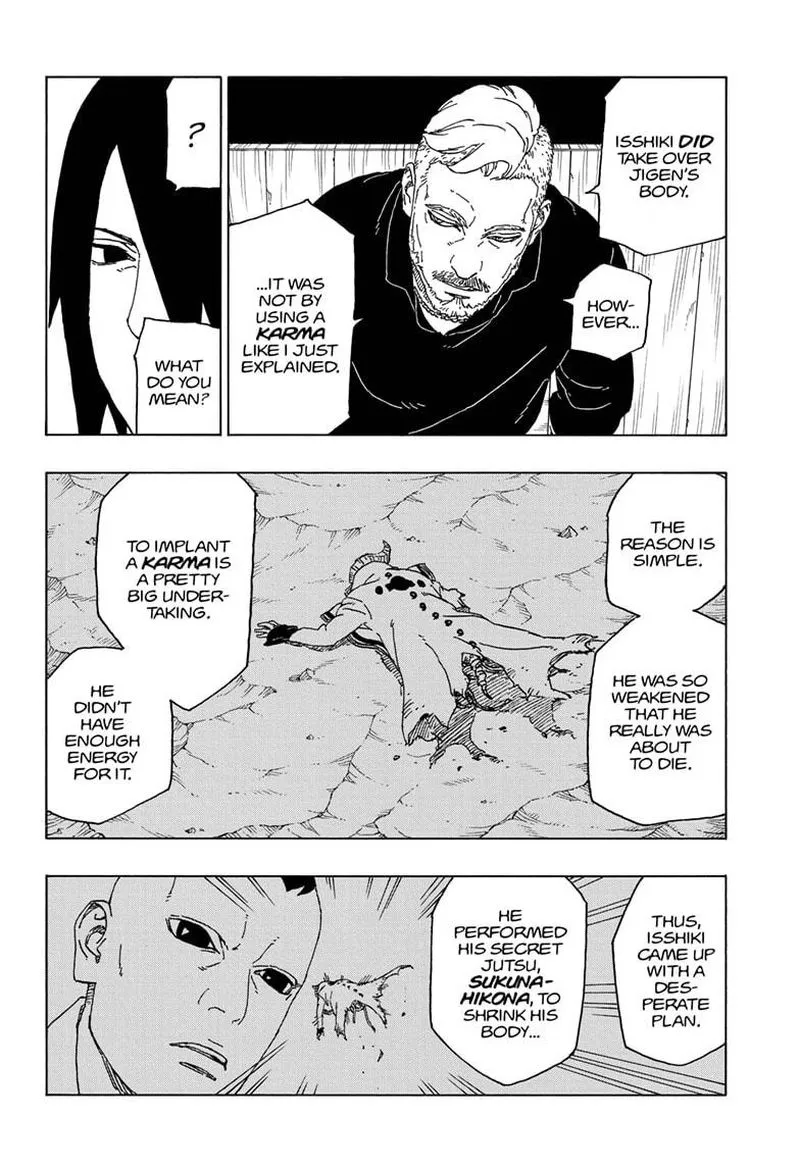 ISSHIKI DID
TAKE OVER
JIGEN'S
BODY.
HOW-
EVER...
...IT WAS
NOT BY
USING A
KARMA
LIKE I JUST
EXPLAINED.
?
WHAT
DO YOU
MEAN?
THE
REASON IS
SIMPLE.
HE WAS SO
WEAKENED
THAT HE
REALLY WAS
ABOUT
TO DIE.
TO IMPLANT
A KARMA IS
A PRETTY
BIG UNDER-
TAKING.
HE
DIDN'T
HAVE
ENOUGH
ENERGY
FOR IT.
THUS,
ISSHIKI
CAME UP
WITH A
DES-
PERATE
PLAN.
HE
PERFORMED
HIS SECRET
JUTSU,
SUKUNA-
HIKONA, TO
SHRINK HIS
BODY...